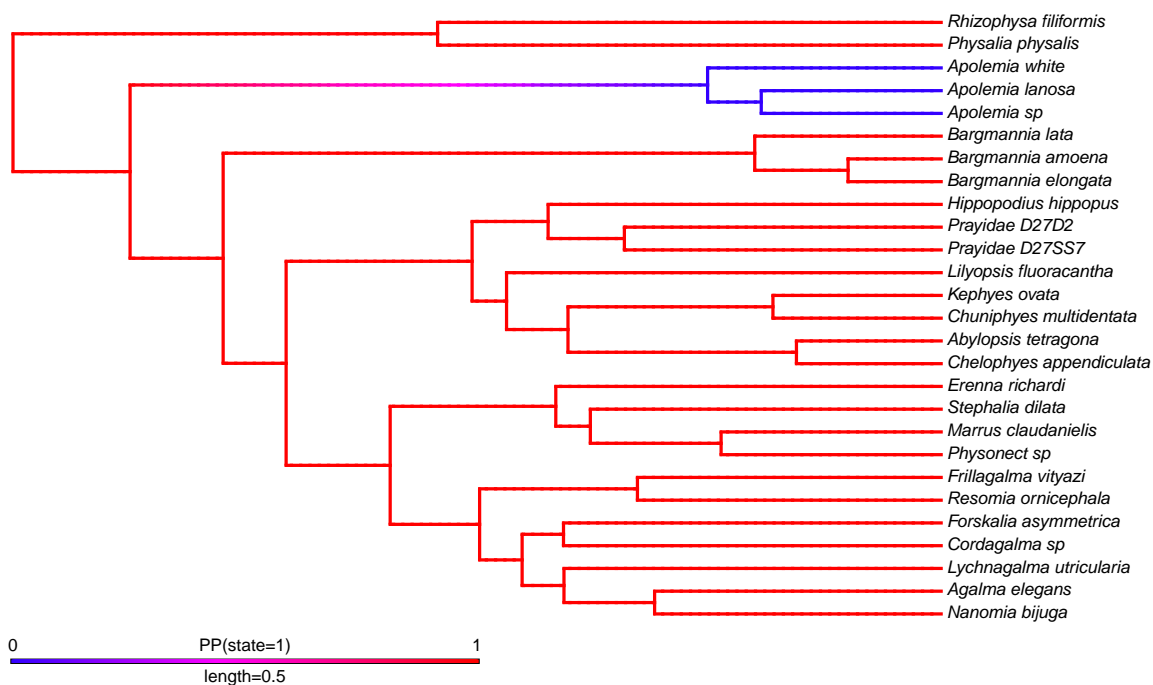 Rhizophysa filiformis
Physalia physalis
Apolemia white
Apolemia lanosa
Apolemia sp
Bargmannia lata
Bargmannia amoena
Bargmannia elongata
Hippopodius hippopus
Prayidae D27D2
Prayidae D27SS7
Lilyopsis fluoracantha
Kephyes ovata
Chuniphyes multidentata
Abylopsis tetragona
Chelophyes appendiculata
Erenna richardi
Stephalia dilata
Marrus claudanielis
Physonect sp
Frillagalma vityazi
Resomia ornicephala
Forskalia asymmetrica
Cordagalma sp
Lychnagalma utricularia
Agalma elegans
Nanomia bijuga
0 PP(state=1) 1
length=0.5